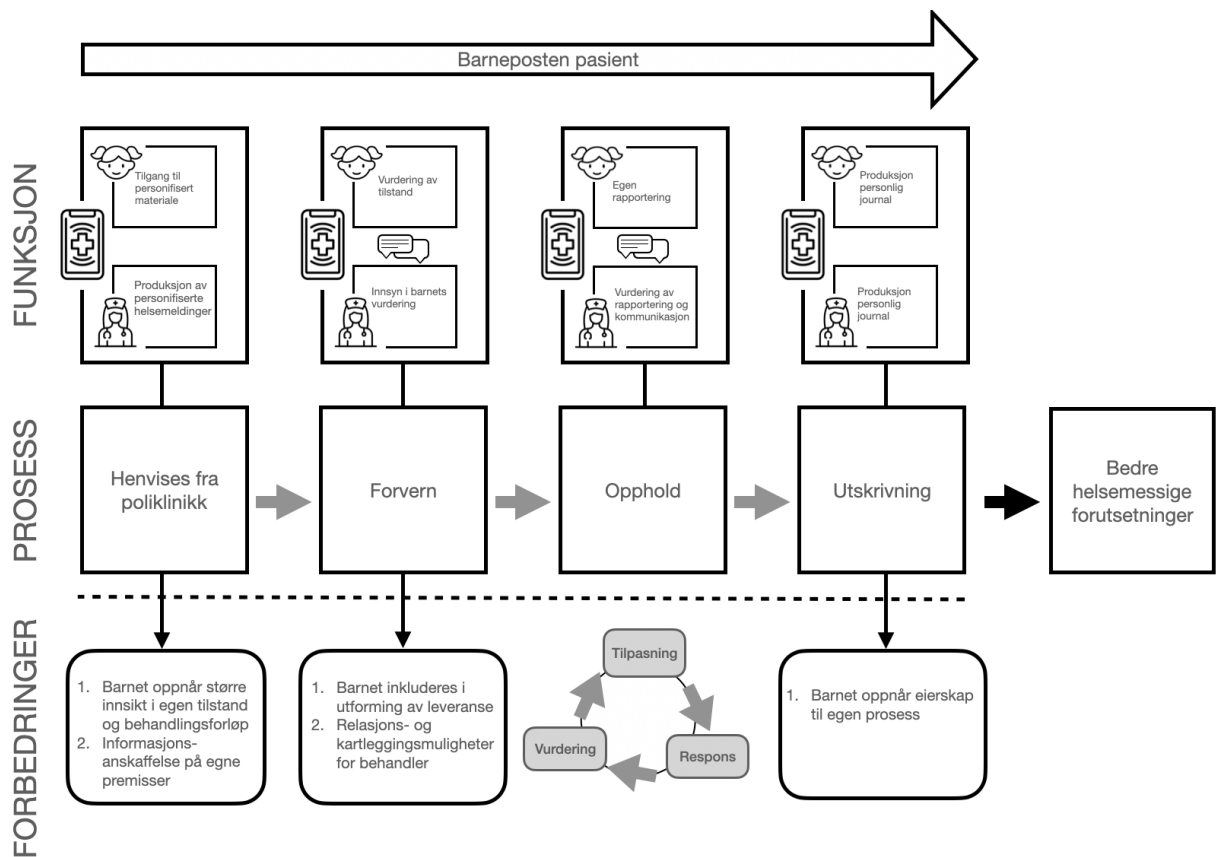 Barneposten pasient
FUNKSJON
Tilgang til
personifisert
materiale
Produksjon av
personifiserte
helsemeldinger
Vurdering av
tilstand
Innsyn i barnets
vurdering
Egen
rapportering
Vurdering av
rapportering og
kommunikasjon
Produksjon
personlig
journal
Produksjon
personlig
journal
PROSESS
Henvises fra
poliklinikk
Forvern
Opphold
Utskrivning
Bedre
helsemessige
forutsetninger
FORBEDRINGER
1. Barnet oppnår større
innsikt i egen tilstand
og behandlingsforløp
2. Informasjons-
anskaffelse på egne
premisser
1. Barnet inkluderes i
utforming av leveranse
2. Relasjons- og
kartleggingsmuligheter
for behandler
Tilpasning
Vurdering
Respons
1. Barnet oppnår eierskap
til egen prosess